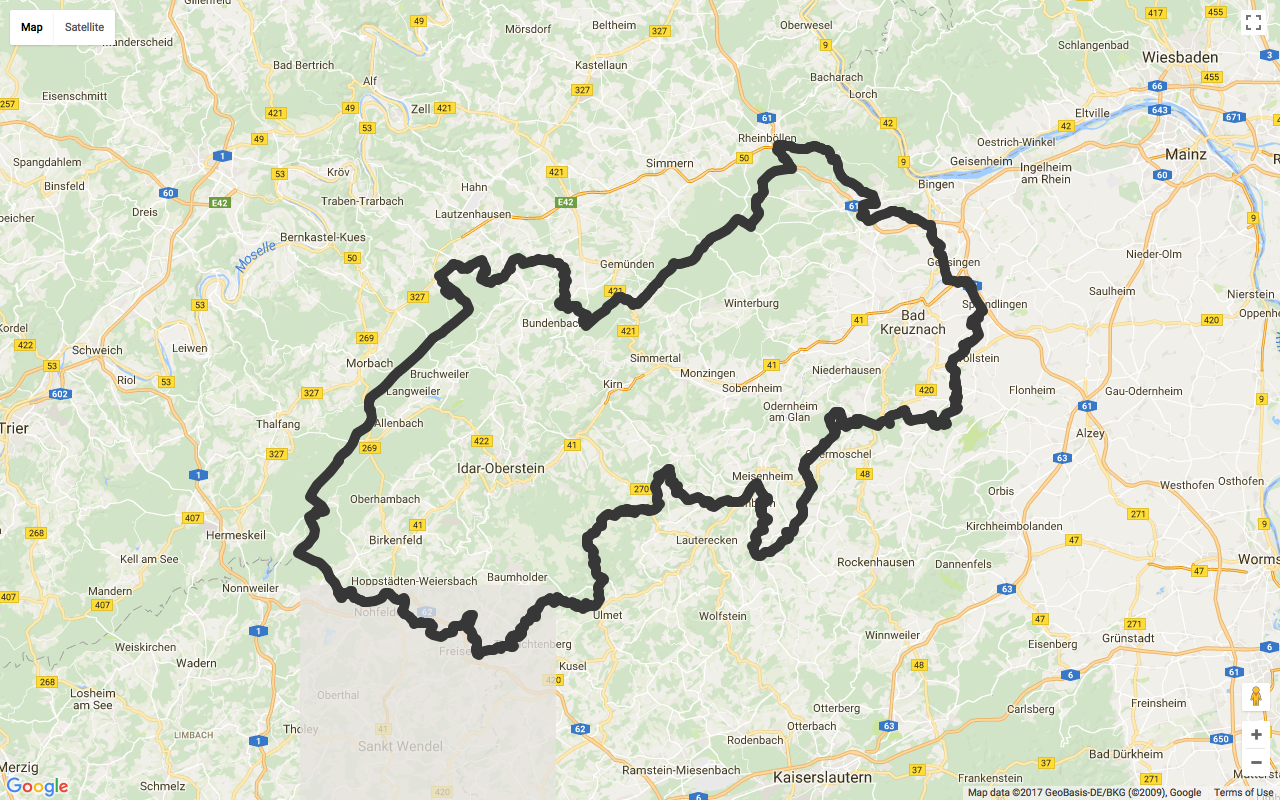 Map
Satellite
Manderscheid
Gillenfeld
49
Mörsdorf
Beltheim
327
Oberwesel
9
417
455
Schlangenbad
Wiesbaden
3
Bad Bertrich
Alf
Kastellaun
327
Bacharach
Lorch
455
66
257
Eisenschmitt
421
49
Zell
421
53
61
42
Eltville
643
671
42
49
Rheinböllen
Oestrich-Winkel
Spangdahlem
1
Simmern
50
9
Geisenheim
Mainz
Binsfeld
53
Kröv
421
Hahn
Ingelheim
am Rhein
60
60
Bingen
Speicher
Dreis
E42
Traben-Trarbach
E42
61
Lautzenhausen
9
Bernkastel-Kues
Moselle
50
Gemünden
Gensingen
Nieder-Olm
53
327
421
Winterburg
Sprendlingen
Saulheim
Nierstein
Kordel
269
Bundenbach
421
41
Bad
Kreuznach
420
Oppenheim
422
Schweich
Leiwen
53
Morbach
Simmertal
41
Wöllstein
53
Riol
Bruchweiler
Monzingen
Niederhausen
602
327
Langweiler
Kirn
Sobernheim
420
Flonheim
Gau-Odernheim
9
Trier
Thalfang
Allenbach
Odernheim
am Glan
61
Alzey
327
269
422
41
Obermoschel
63
1
Idar-Oberstein
Meisenheim
48
Westhofen
Osthofen
Oberhambach
270
Orbis
407
41
271
268
Hermeskeil
Birkenfeld
Lauterecken
Kirchheimbolanden
47
Kell am See
Rockenhausen
Dannenfels
Worms
Nonnweiler
Hoppstädten-Weiersbach
Baumholder
47
Mandern
407
407
Nohfelden
62
Ulmet
Wolfstein
63
47
271
1
Winnweiler
Eisenberg
Grünstadt
6
Weiskirchen
Freisen
Wadern
Kusel
48
6
61
268
Oberthal
420
Losheim
am See
Otterberg
Carlsberg
Freinsheim
Tholey
41
62
Otterbach
63
LIMBACH
1
Rodenbach
650
Sankt Wendel
Bad Dürkheim
Merzig
Ramstein-Miesenbach
Kaiserslautern
37
37
Schmelz
Frankenstein
271
420
6
Google
Map data ©2017 GeoBasis-DE/BKG (©2009), Google
Terms of Use